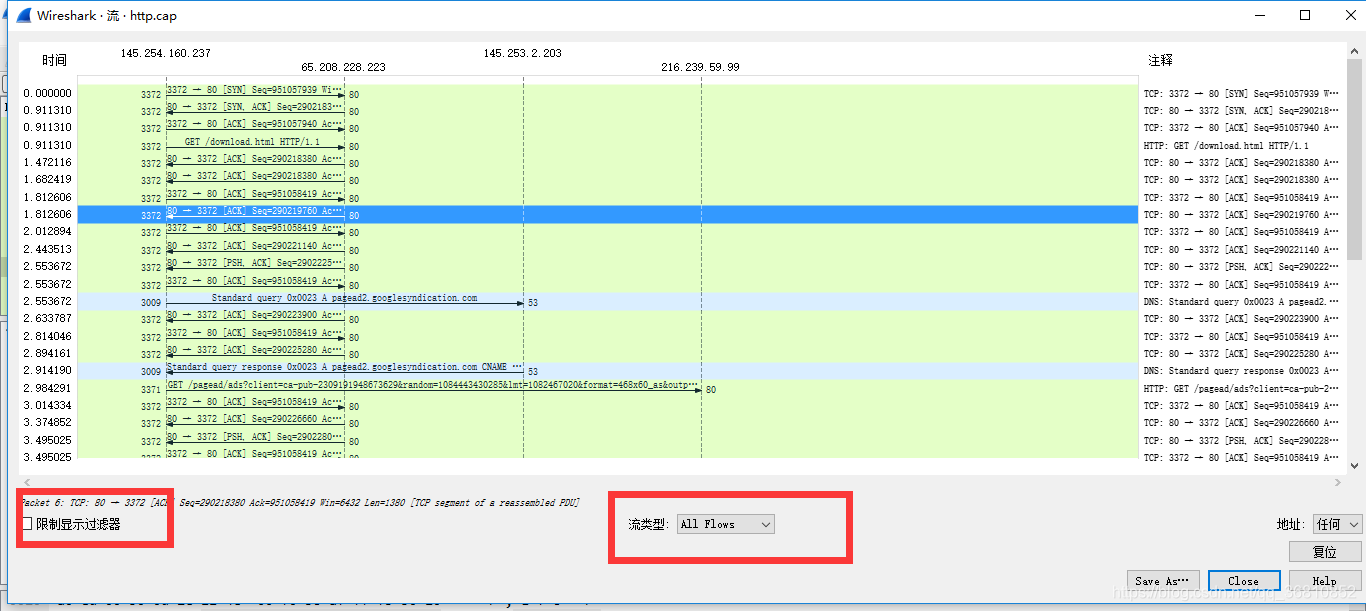 Wireshark · 流 · http.cap
时间
145.254.160.237
145.253.2.203
65.208.228.223
216.239.59.99
注释
0.000000 3372 3372 → 80 [SYN] Seq=951057939 Wi… 80 TCP: 3372 → 80 [SYN] Seq=951057939 W…
0.911310 3372 80 → 3372 [SYN, ACK] Seq=2902183… 80 TCP: 80 → 3372 [SYN, ACK] Seq=290218…
0.911310 3372 3372 → 80 [ACK] Seq=951057940 Ac… 80 TCP: 3372 → 80 [ACK] Seq=951057940 A…
0.911310 3372 GET /download.html HTTP/1.1 80 HTTP: GET /download.html HTTP/1.1
1.472116 3372 80 → 3372 [ACK] Seq=290218380 Ac… 80 TCP: 80 → 3372 [ACK] Seq=290218380 A…
1.682419 3372 80 → 3372 [ACK] Seq=290218380 Ac… 80 TCP: 80 → 3372 [ACK] Seq=290218380 A…
1.812606 3372 3372 → 80 [ACK] Seq=951058419 Ac… 80 TCP: 3372 → 80 [ACK] Seq=951058419 A…
1.812606 3372 80 → 3372 [ACK] Seq=290219760 Ac… 80 TCP: 80 → 3372 [ACK] Seq=290219760 A…
2.012894 3372 3372 → 80 [ACK] Seq=951058419 Ac… 80 TCP: 3372 → 80 [ACK] Seq=951058419 A…
2.443513 3372 80 → 3372 [ACK] Seq=290221140 Ac… 80 TCP: 80 → 3372 [ACK] Seq=290221140 A…
2.553672 3372 80 → 3372 [PSH, ACK] Seq=2902225… 80 TCP: 80 → 3372 [PSH, ACK] Seq=290222…
2.553672 3372 3372 → 80 [ACK] Seq=951058419 Ac… 80 TCP: 3372 → 80 [ACK] Seq=951058419 A…
2.553672 3009 Standard query 0x0023 A pagead2.googlesyndication.com 53 DNS: Standard query 0x0023 A pagead2.…
2.633787 3372 80 → 3372 [ACK] Seq=290223900 Ac… 80 TCP: 80 → 3372 [ACK] Seq=290223900 A…
2.814046 3372 3372 → 80 [ACK] Seq=951058419 Ac… 80 TCP: 3372 → 80 [ACK] Seq=951058419 A…
2.894161 3372 80 → 3372 [ACK] Seq=290225280 Ac… 80 TCP: 80 → 3372 [ACK] Seq=290225280 A…
2.914190 3009 Standard query response 0x0023 A pagead2.googlesyndication.com CNAME … 53 DNS: Standard query response 0x0023 A…
2.984291 3371 GET /pagead/ads?client=ca-pub-2309191948673629&random=1084443430285&lmt=1082467020&format=468x60_as&outp… 80 HTTP: GET /pagead/ads?client=ca-pub-2…
3.014334 3372 3372 → 80 [ACK] Seq=951058419 Ac… 80 TCP: 3372 → 80 [ACK] Seq=951058419 A…
3.374852 3372 80 → 3372 [ACK] Seq=290226660 Ac… 80 TCP: 80 → 3372 [ACK] Seq=290226660 A…
3.495025 3372 80 → 3372 [PSH, ACK] Seq=2902280… 80 TCP: 80 → 3372 [PSH, ACK] Seq=290228…
3.495025 3372 3372 → 80 [ACK] Seq=951058419 Ac… 80 TCP: 3372 → 80 [ACK] Seq=951058419 A…
Packet 6: TCP: 80 → 3372 [ACK] Seq=290218380 Ack=951058419 Win=6432 Len=1380 [TCP segment of a reassembled PDU]
限制显示过滤器
流类型: All Flows
地址: 任何
复位
Save As…
Close
Help